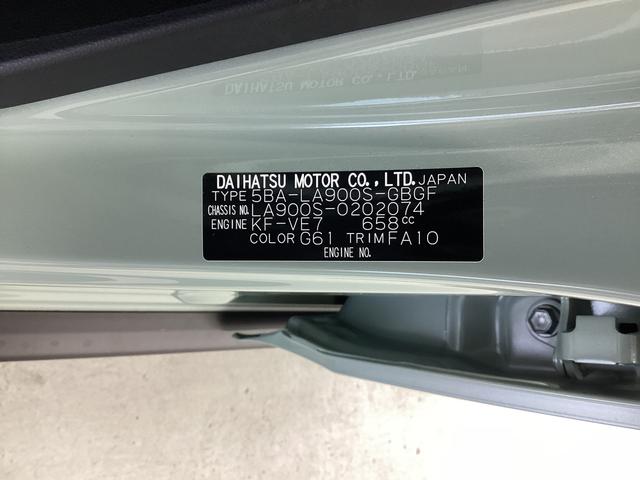 DAIHATSU MOTOR CO.,LTD.JAPAN
TYPE 5BA-LA900S-GBGF
CHASSIS NO. LA900S-0202074
ENGINE KF-VE7 658cc
COLOR G61 TRIM FA10
ENGINE NO.